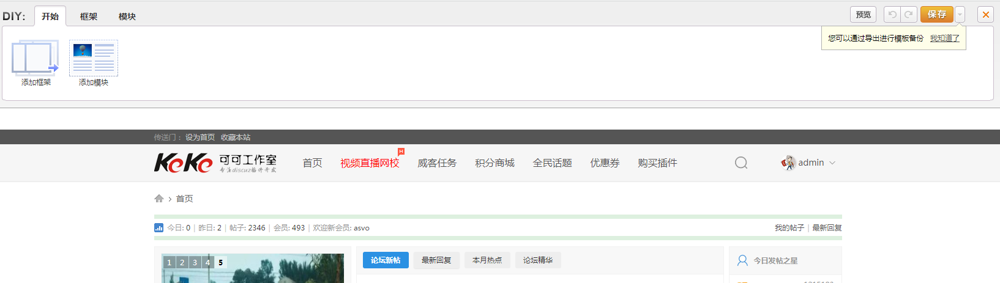 DIY: 开始 框架 模块 预览 保存
您可以通过导出进行模板备份 我知道了
添加框架 添加模块
传送门： 设为首页 收藏本站
KeKe 可可工作室 首页 视频直播网校 H 威客任务 积分商城 全民话题 优惠券 购买插件 admin
专注discuz插件开发
› 首页
今日: 0 | 昨日: 2 | 帖子: 2346 | 会员: 493 | 欢迎新会员: asvo 我的帖子 | 最新回复
1 2 3 4 5 论坛新帖 最新回复 本月热点 论坛精华 今日发帖之星